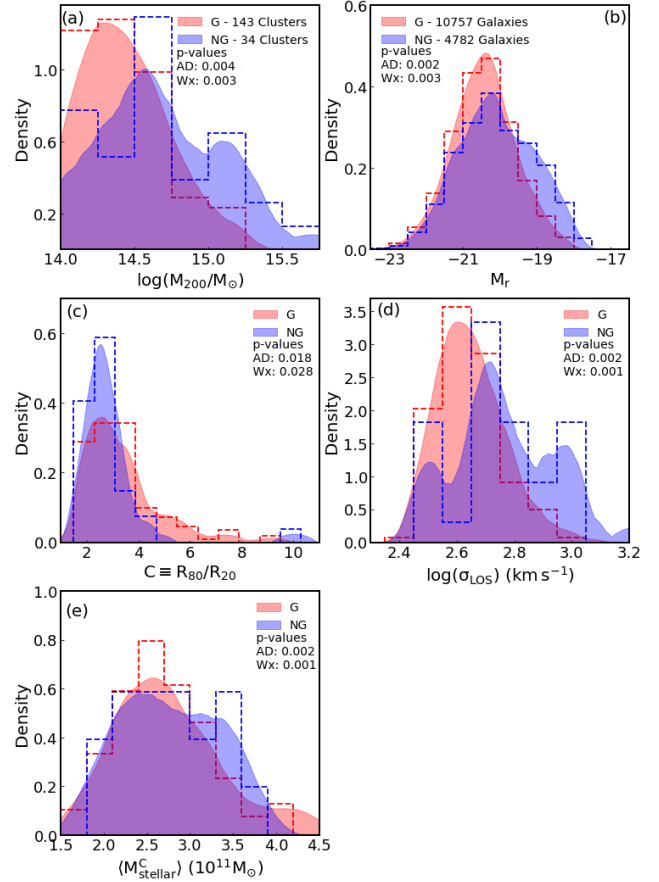 (a)
G - 143 Clusters
NG - 34 Clusters
p-values
AD: 0.004
Wx: 0.003
Density
1.0
0.6
0.2
14.0 14.5 15.0 15.5
log(M₂₀₀/M⊙)
(b)
G - 10757 Galaxies
NG - 4782 Galaxies
p-values
AD: 0.002
Wx: 0.003
Density
0.6
0.4
0.2
0.0
−23 −21 −19 −17
Mᵣ
(c)
G
NG
p-values
AD: 0.018
Wx: 0.028
Density
0.6
0.4
0.2
0.0
2 4 6 8 10
C ≡ R₈₀/R₂₀
(d)
G
NG
p-values
AD: 0.002
Wx: 0.001
Density
3.5
3.0
2.5
2.0
1.5
1.0
0.5
0.0
2.4 2.6 2.8 3.0 3.2
log(σLOS) (km s⁻¹)
(e)
G
NG
p-values
AD: 0.002
Wx: 0.001
Density
1.0
0.8
0.6
0.4
0.2
0.0
1.5 2.0 2.5 3.0 3.5 4.0 4.5
⟨M^C_stellar⟩ (10¹¹M⊙)